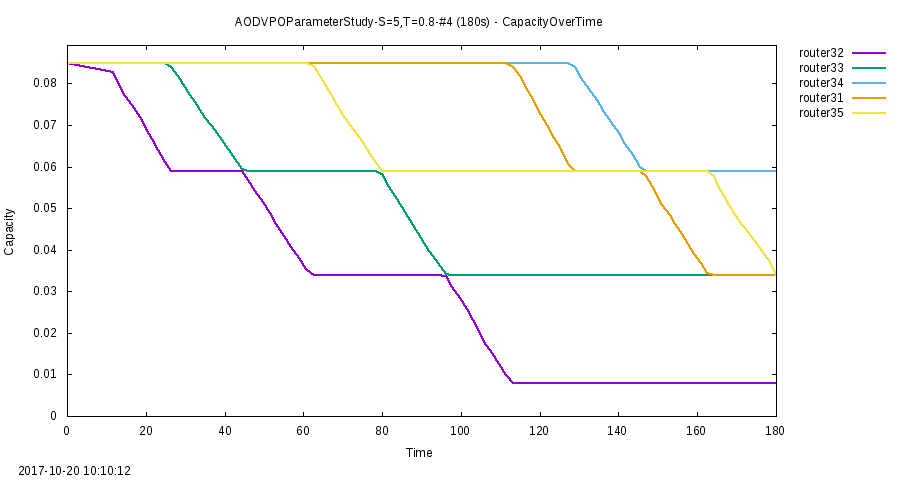 AODVPOParameterStudy-S=5,T=0.8-#4 (180s) - CapacityOverTime
router32
router33
router34
router31
router35
0.08
0.07
0.06
0.05
0.04
0.03
0.02
0.01
0
Capacity
0 20 40 60 80 100 120 140 160 180
Time
2017-10-20 10:10:12